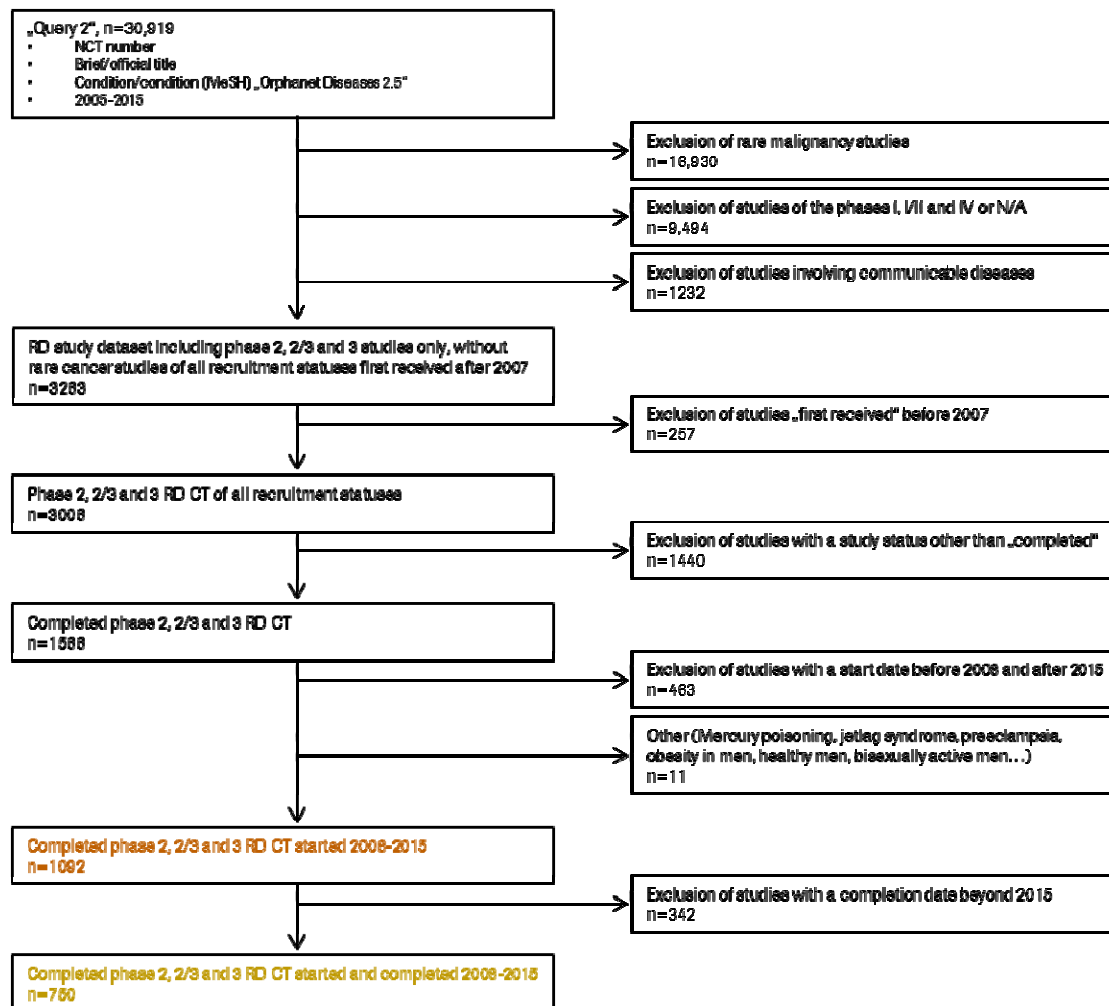 „Query 2“, n=30,919
• NCT number
• Brief/official title
• Condition/condition (MeSH) „Orphanet Diseases 2.5“
• 2005-2015
Exclusion of rare malignancy studies
n=16,930
Exclusion of studies of the phases I, I/II and IV or N/A
n=9,494
Exclusion of studies involving communicable diseases
n=1232
RD study dataset including phase 2, 2/3 and 3 studies only, without
rare cancer studies of all recruitment statuses first received after 2007
n=3263
Exclusion of studies „first received“ before 2007
n=257
Phase 2, 2/3 and 3 RD CT of all recruitment statuses
n=3006
Exclusion of studies with a study status other than „completed“
n=1440
Completed phase 2, 2/3 and 3 RD CT
n=1566
Exclusion of studies with a start date before 2006 and after 2015
n=463
Other (Mercury poisoning, jetlag syndrome, preeclampsia,
obesity in men, healthy men, bisexually active men…)
n=11
Completed phase 2, 2/3 and 3 RD CT started 2006-2015
n=1092
Exclusion of studies with a completion date beyond 2015
n=342
Completed phase 2, 2/3 and 3 RD CT started and completed 2006-2015
n=750